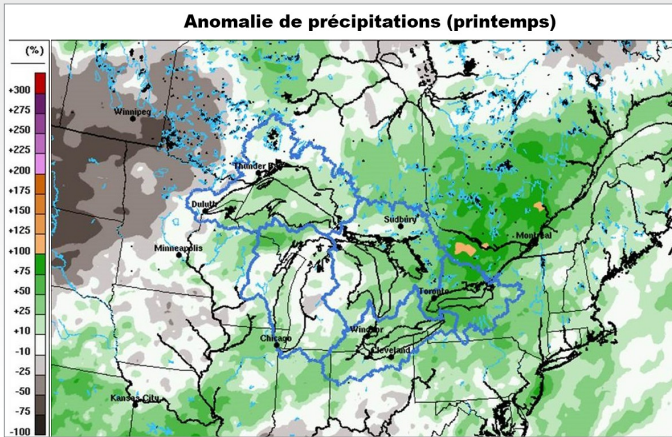 Anomalie de précipitations (printemps)
(%)
+300
+275
+250
+225
+200
+175
+150
+125
+100
+75
+50
+25
+10
-10
-25
-50
-75
-100
Winnipeg
Thunder Bay
Duluth
Sudbury
Minneapolis
Montreal
Toronto
Windsor
Chicago
Cleveland
Kansas City